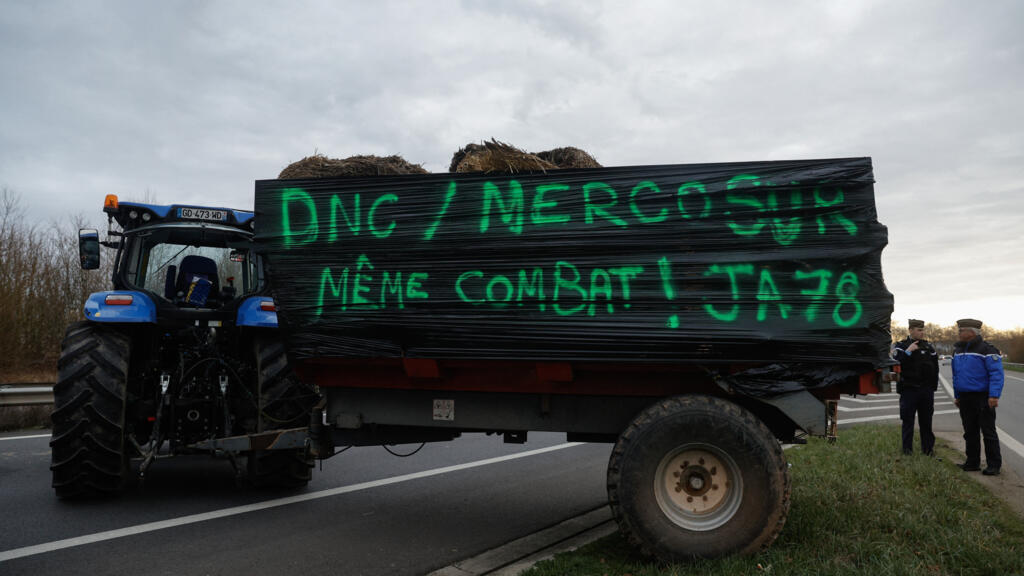 GD-473-WD
DNC / MERCOSUR
MÊME COMBAT ! JA78